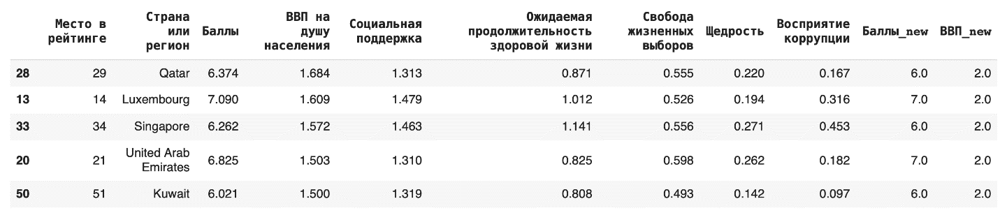 Место в рейтинге Страна или регион Баллы ВВП на душу населения Социальная поддержка Ожидаемая продолжительность здоровой жизни Свобода жизненных выборов Щедрость Восприятие коррупции Баллы_new ВВП_new
28 29 Qatar 6.374 1.684 1.313 0.871 0.555 0.220 0.167 6.0 2.0
13 14 Luxembourg 7.090 1.609 1.479 1.012 0.526 0.194 0.316 7.0 2.0
33 34 Singapore 6.262 1.572 1.463 1.141 0.556 0.271 0.453 6.0 2.0
20 21 United Arab Emirates 6.825 1.503 1.310 0.825 0.598 0.262 0.182 7.0 2.0
50 51 Kuwait 6.021 1.500 1.319 0.808 0.493 0.142 0.097 6.0 2.0